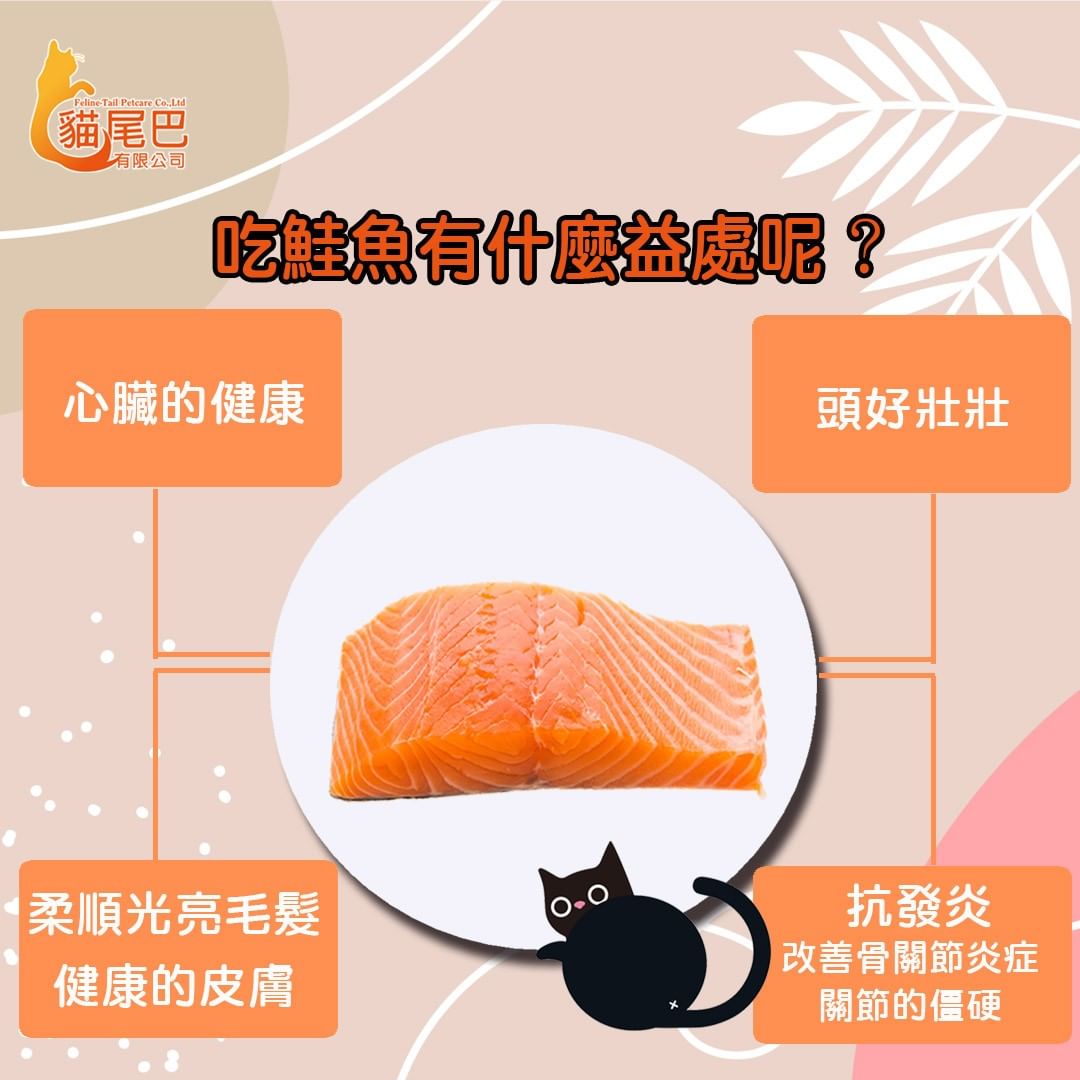 Feline-Tail Petcare Co.,Ltd
貓尾巴
有限公司
吃鮭魚有什麼益處呢？
心臟的健康
頭好壯壯
柔順光亮毛髮
健康的皮膚
抗發炎
改善骨關節炎症
關節的僵硬